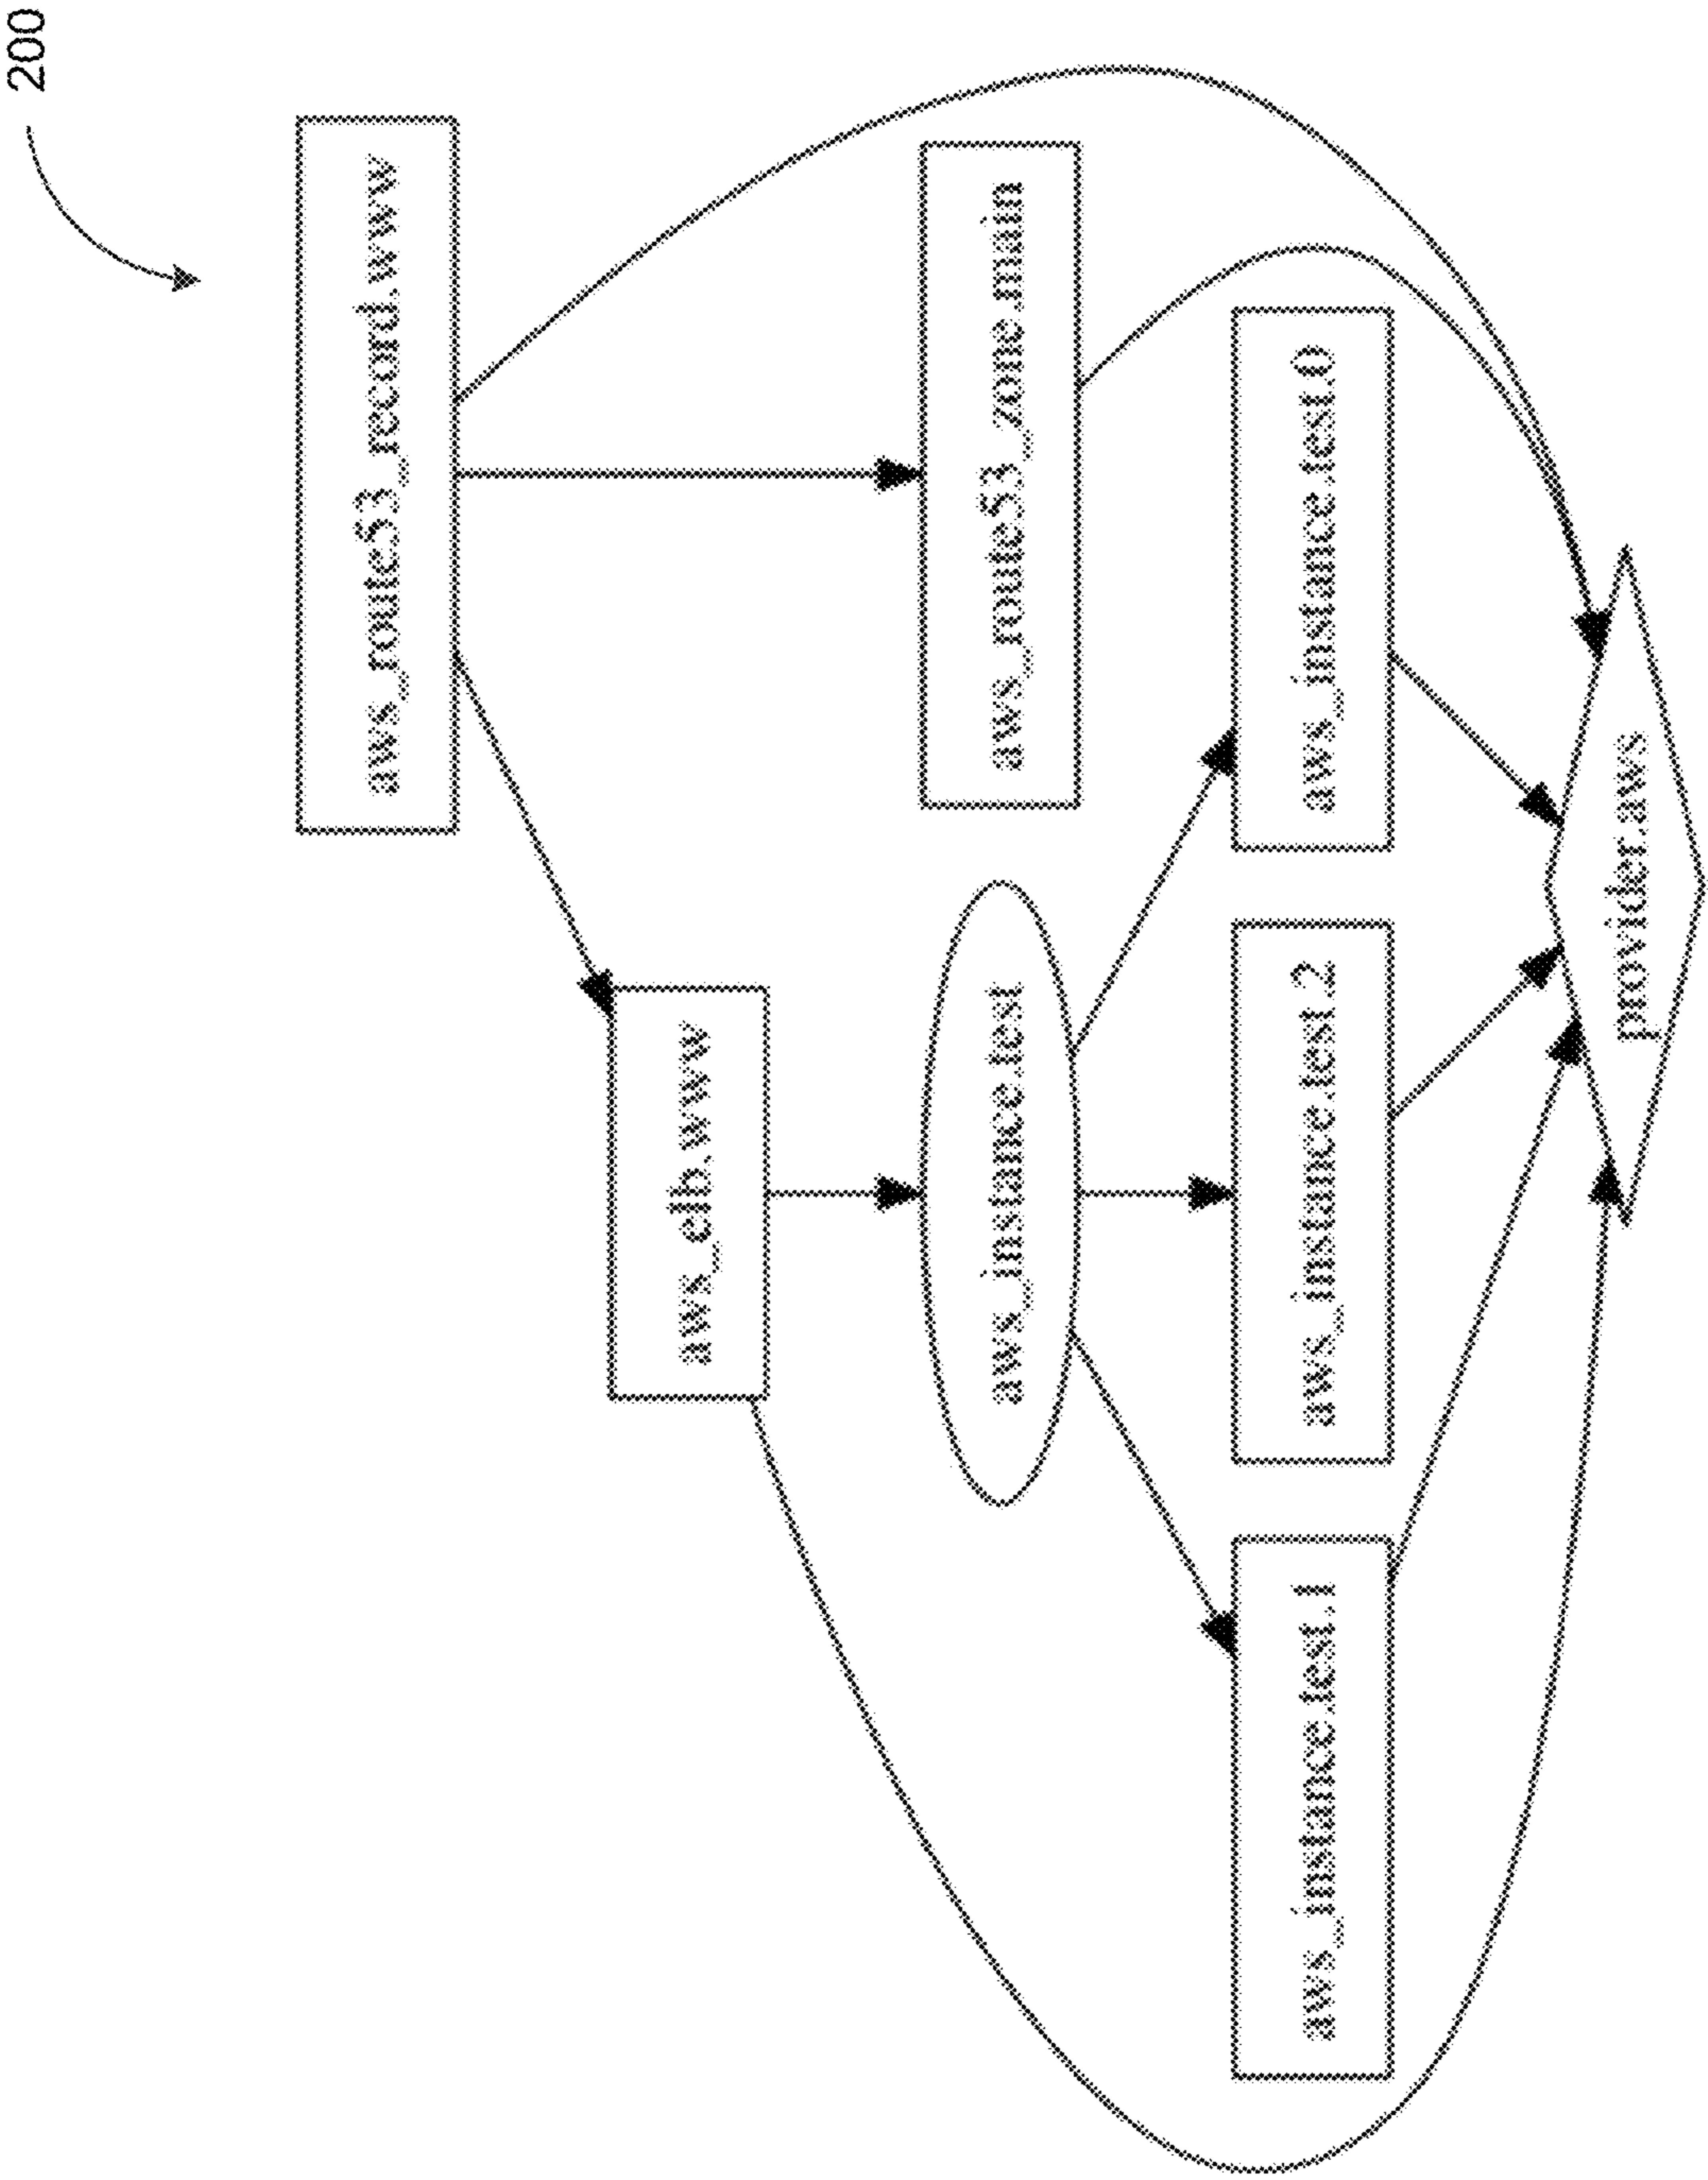 200
aws_route53_record.www
aws_elb.www
aws_instance.test
aws_route53_zone.main
aws_instance.test.1
aws_instance.test.2
aws_instance.test.0
provider.aws